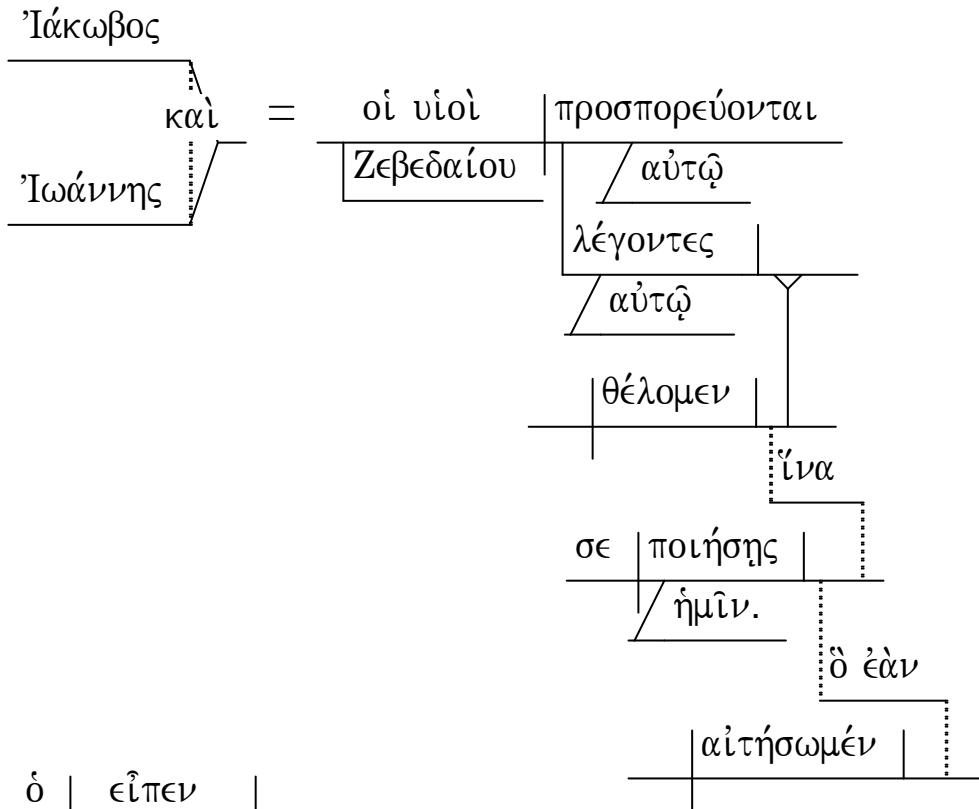 Ἰάκωβος
καὶ = οἱ υἱοὶ προσπορεύονται
Ἰωάννης Ζεβεδαίου αὐτῷ
λέγοντες
αὐτῷ
θέλομεν
ἵνα
σε ποιήσῃς
ἡμῖν.
ὃ ἐὰν
αἰτήσωμέν
ὁ εἶπεν